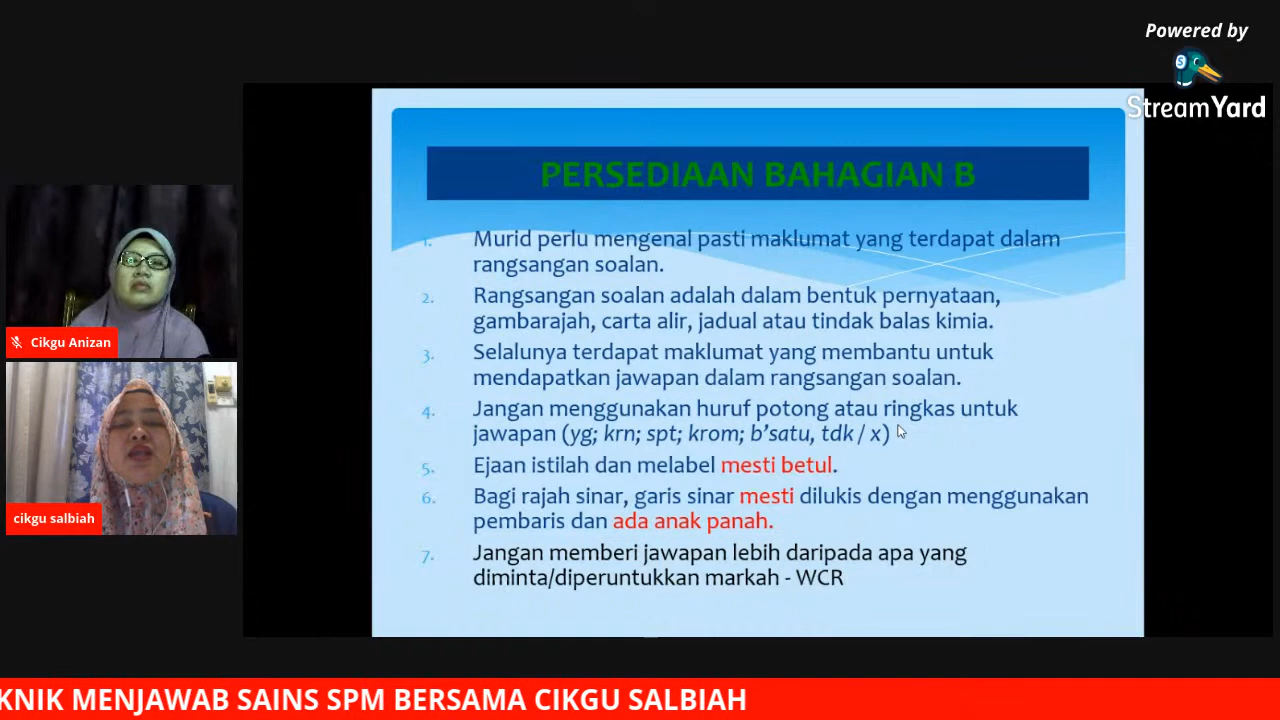 Powered by
StreamYard
PERSEDIAAN BAHAGIAN B
1. Murid perlu mengenal pasti maklumat yang terdapat dalam
rangsangan soalan.
2. Rangsangan soalan adalah dalam bentuk pernyataan,
gambarajah, carta alir, jadual atau tindak balas kimia.
3. Selalunya terdapat maklumat yang membantu untuk
mendapatkan jawapan dalam rangsangan soalan.
4. Jangan menggunakan huruf potong atau ringkas untuk
jawapan (yg; krn; spt; krom; b’satu, tdk / x)
5. Ejaan istilah dan melabel mesti betul.
6. Bagi rajah sinar, garis sinar mesti dilukis dengan menggunakan
pembaris dan ada anak panah.
7. Jangan memberi jawapan lebih daripada apa yang
diminta/diperuntukkan markah - WCR
Cikgu Anizan
cikgu salbiah
KNIK MENJAWAB SAINS SPM BERSAMA CIKGU SALBIAH